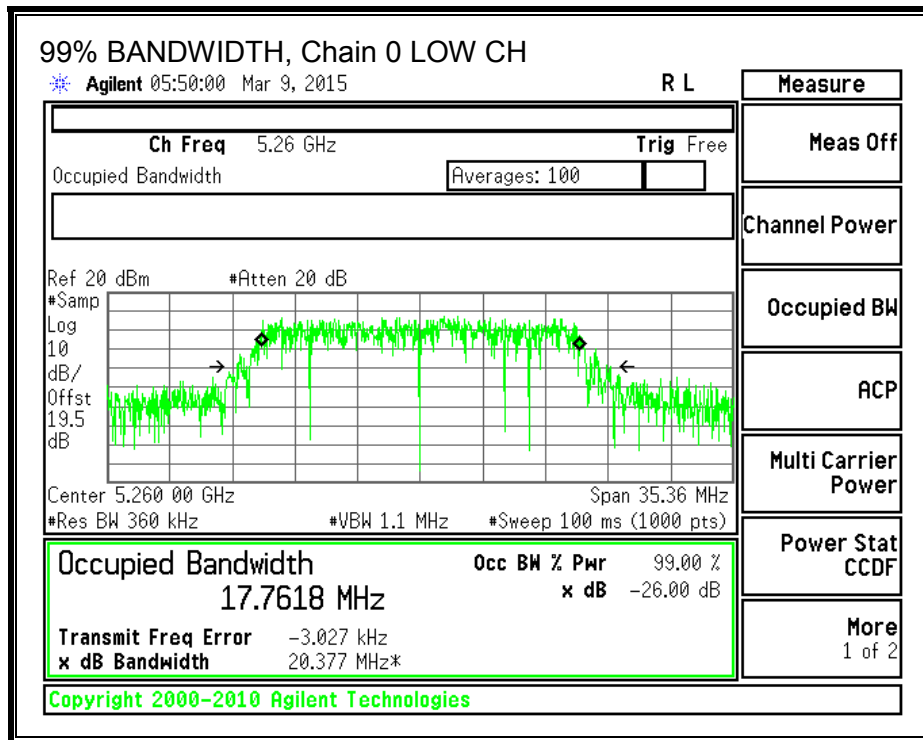 99% BANDWIDTH, Chain 0 LOW CH
Agilent 05:50:00 Mar 9, 2015 R L Measure
Ch Freq 5.26 GHz Trig Free
Meas Off
Occupied Bandwidth Averages: 100
Channel Power
Ref 20 dBm #Atten 20 dB
#Samp
Log
10
dB/
Offst
19.5
dB
Occupied BW
ACP
Multi Carrier
Power
Center 5.260 00 GHz Span 35.36 MHz
#Res BW 360 kHz #VBW 1.1 MHz #Sweep 100 ms (1000 pts)
Power Stat
CCDF
Occupied Bandwidth Occ BW % Pwr 99.00 %
17.7618 MHz x dB -26.00 dB
Transmit Freq Error -3.027 kHz
x dB Bandwidth 20.377 MHz*
More
1 of 2
Copyright 2000-2010 Agilent Technologies